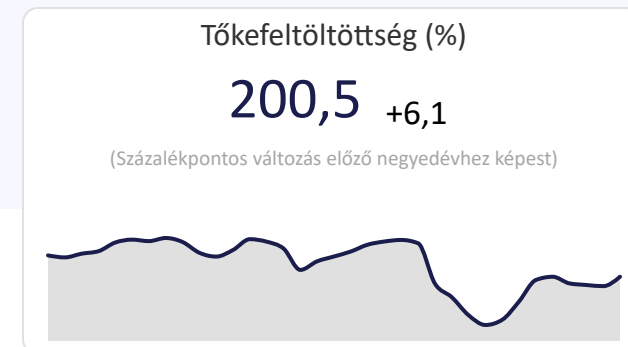 Tőkefeltöltöttség (%)
200,5 +6,1
(Százalékpontos változás előző negyedévhez képest)